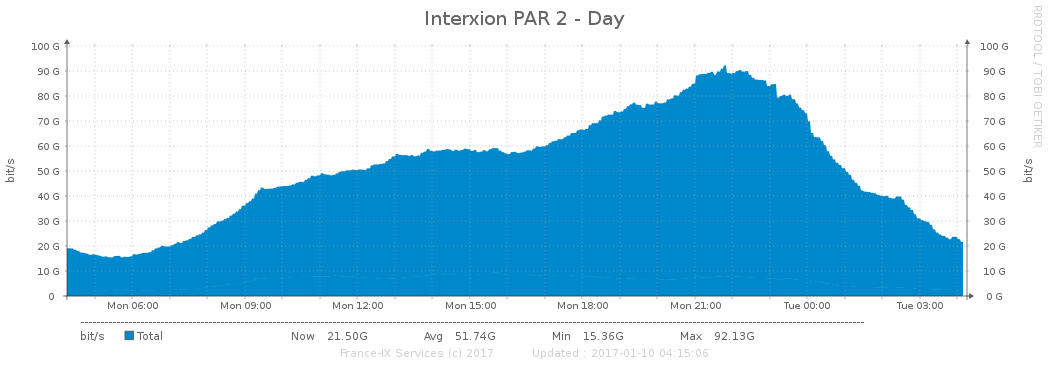 Interxion PAR 2 - Day
RRDTOOL / TOBI OETIKER
100 G 100 G
90 G 90 G
80 G 80 G
70 G 70 G
60 G 60 G
50 G 50 G
40 G 40 G
30 G 30 G
20 G 20 G
10 G 10 G
0 0 G
bit/s bit/s
Mon 06:00 Mon 09:00 Mon 12:00 Mon 15:00 Mon 18:00 Mon 21:00 Tue 00:00 Tue 03:00
bit/s Total Now 21.50G Avg 51.74G Min 15.36G Max 92.13G
France-IX Services (c) 2017 Updated : 2017-01-10 04:15:06